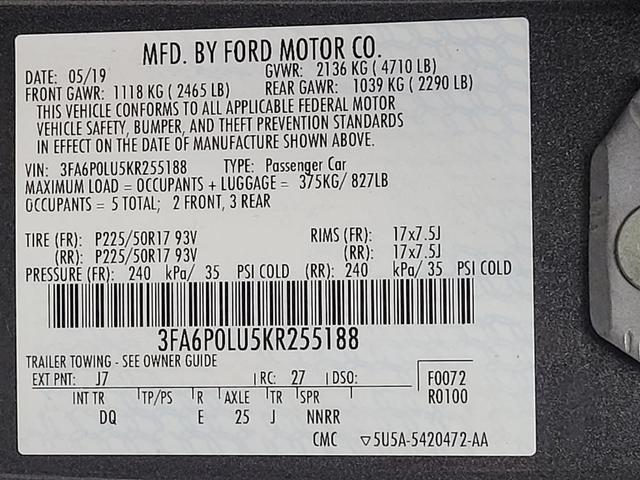 MFD. BY FORD MOTOR CO.
DATE: 05/19 GVWR: 2136 KG ( 4710 LB)
FRONT GAWR: 1118 KG ( 2465 LB) REAR GAWR: 1039 KG ( 2290 LB)
THIS VEHICLE CONFORMS TO ALL APPLICABLE FEDERAL MOTOR
VEHICLE SAFETY, BUMPER, AND THEFT PREVENTION STANDARDS
IN EFFECT ON THE DATE OF MANUFACTURE SHOWN ABOVE.
VIN: 3FA6P0LU5KR255188 TYPE: Passenger Car
MAXIMUM LOAD = OCCUPANTS + LUGGAGE = 375KG/ 827LB
OCCUPANTS = 5 TOTAL; 2 FRONT, 3 REAR
TIRE (FR): P225/50R17 93V RIMS (FR): 17x7.5J
(RR): P225/50R17 93V (RR): 17x7.5J
PRESSURE (FR): 240 kPa/ 35 PSI COLD (RR): 240 kPa/ 35 PSI COLD
3FA6P0LU5KR255188
TRAILER TOWING - SEE OWNER GUIDE
EXT PNT: J7 RC: 27 DSO: F0072
INT TR TP/PS R AXLE TR SPR R0100
DQ E 25 J NNRR
CMC ▽5U5A-5420472-AA